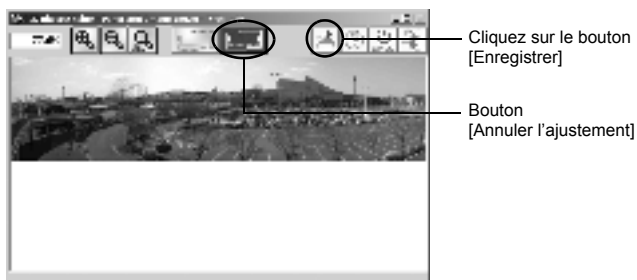 Cliquez sur le bouton
[Enregistrer]
Bouton
[Annuler l'ajustement]